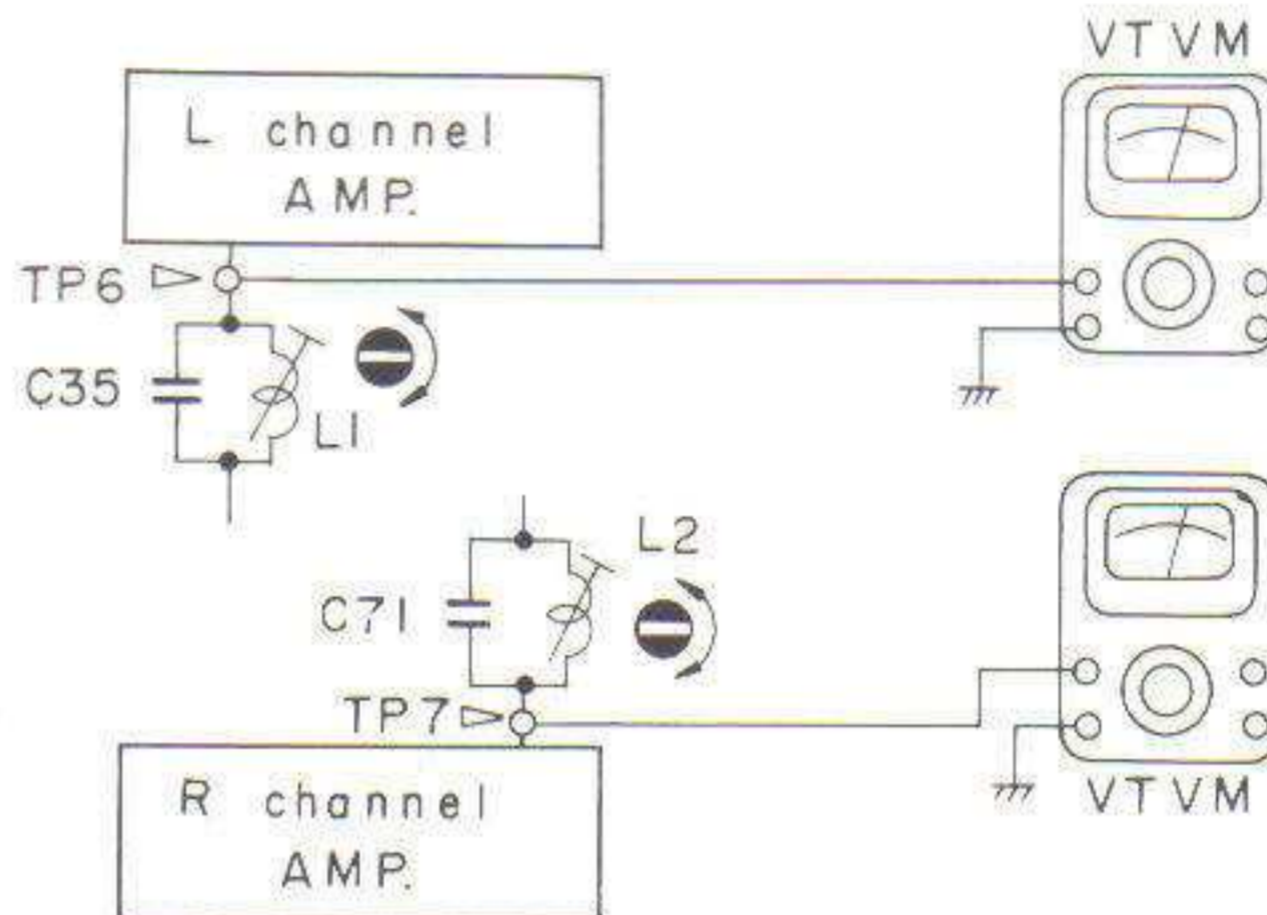 VTVM
L channel
AMP.
TP6
C35
L1
L2
C71
TP7
R channel
AMP.
VTVM